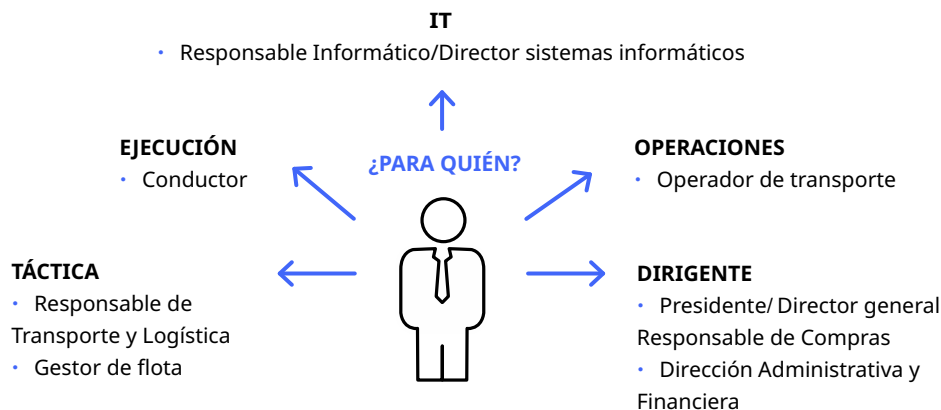 IT
· Responsable Informático/Director sistemas informáticos
¿PARA QUIÉN?
EJECUCIÓN
· Conductor
OPERACIONES
· Operador de transporte
TÁCTICA
· Responsable de
Transporte y Logística
· Gestor de flota
DIRIGENTE
· Presidente/ Director general
Responsable de Compras
· Dirección Administrativa y
Financiera